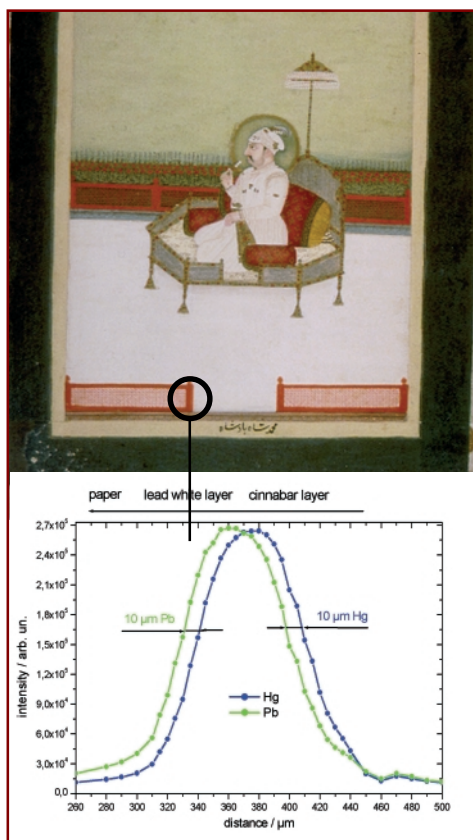 محمد شاه بادشاه
paper lead white layer cinnabar layer
2,7x10⁵
2,4x10⁵
2,1x10⁵
1,8x10⁵
1,5x10⁵
1,2x10⁵
9,0x10⁴
6,0x10⁴
3,0x10⁴
0,0
intensity / arb. un.
10 µm Pb
10 µm Hg
Hg
Pb
260 280 300 320 340 360 380 400 420 440 460 480 500
distance / µm